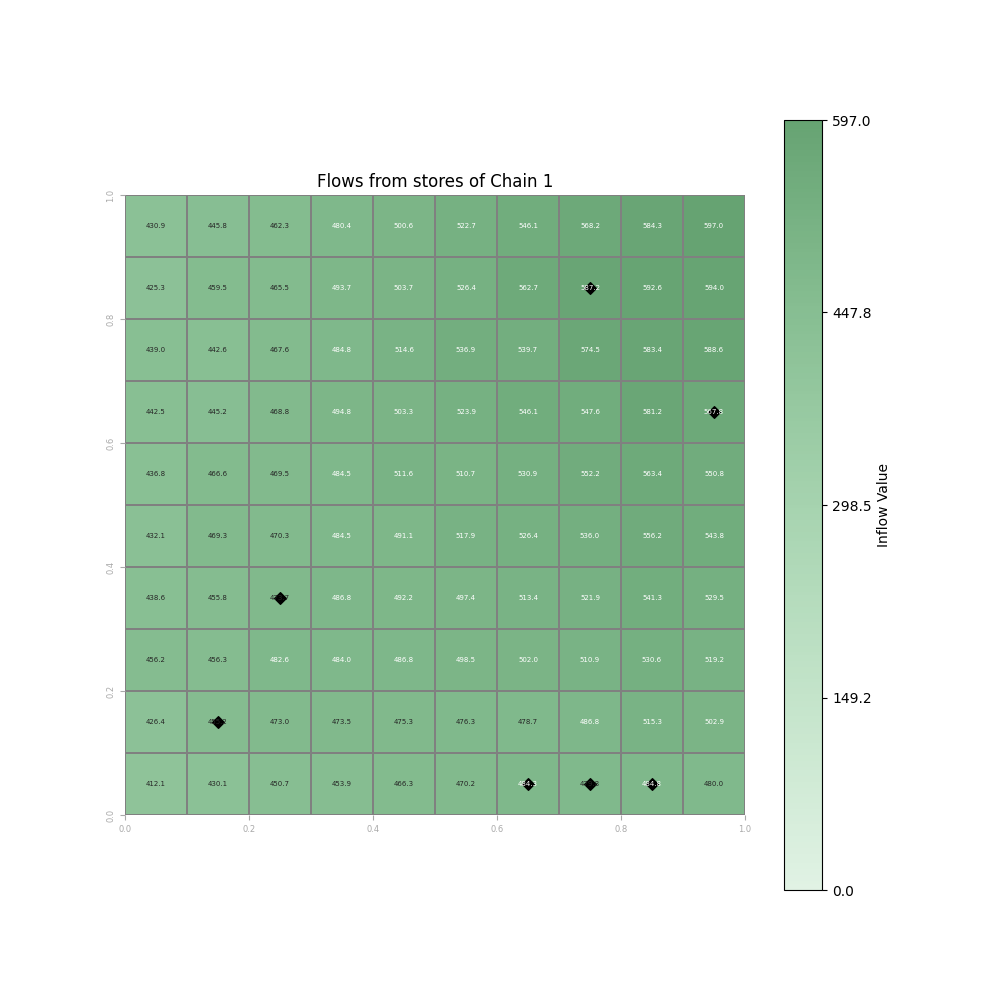 Flows from stores of Chain 1
597.0
447.8
298.5
149.2
0.0
Inflow Value
1.0
0.8
0.6
0.4
0.2
0.0
430.9 445.8 462.3 480.4 500.6 522.7 546.1 568.2 584.3 597.0
425.3 459.5 465.5 493.7 503.7 526.4 562.7 592.6 594.0
439.0 442.6 467.6 484.8 514.6 536.9 539.7 574.5 583.4 588.6
442.5 445.2 468.8 494.8 503.3 523.9 546.1 547.6 581.2
436.8 466.6 469.5 484.5 511.6 510.7 530.9 552.2 563.4 550.8
432.1 469.3 470.3 484.5 491.1 517.9 526.4 536.0 556.2 543.8
438.6 455.8 486.8 492.2 497.4 513.4 521.9 541.3 529.5
456.2 456.3 482.6 484.0 486.8 498.5 502.0 510.9 530.6 519.2
426.4 473.0 473.5 475.3 476.3 478.7 486.8 515.3 502.9
412.1 430.1 450.7 453.9 466.3 470.2 480.0
0.0 0.2 0.4 0.6 0.8 1.0